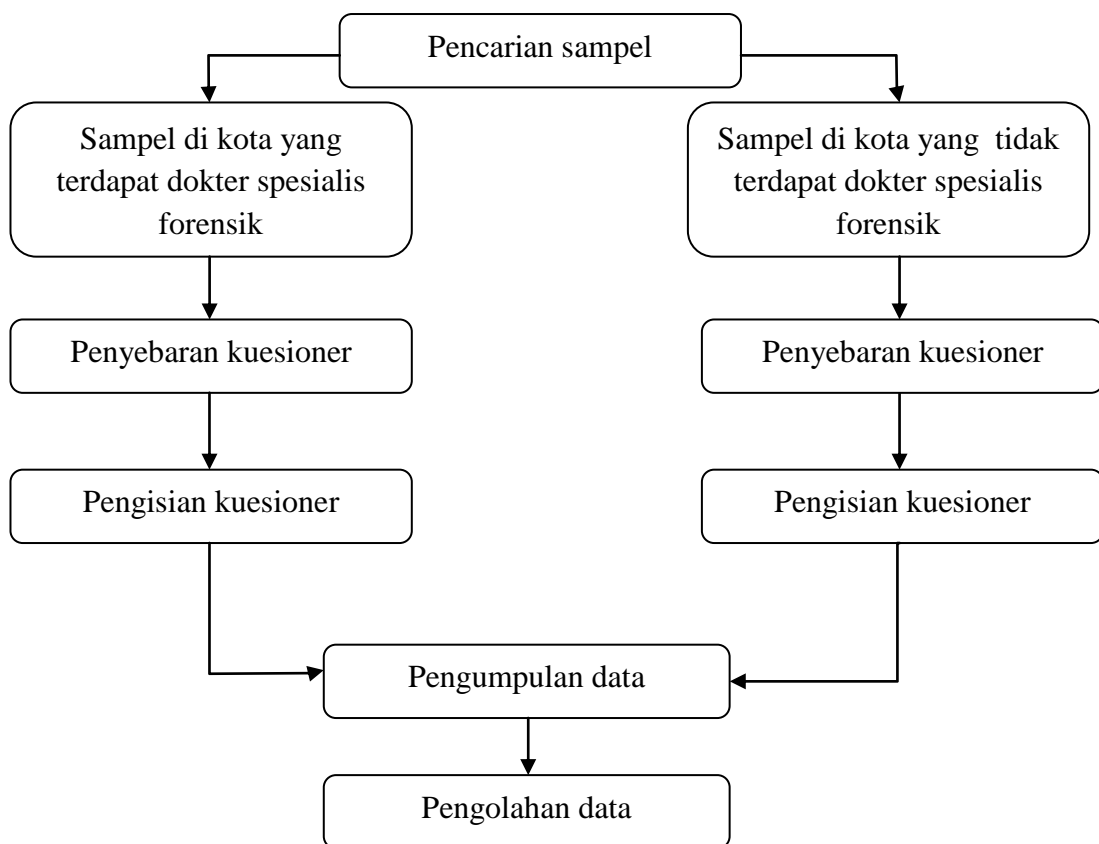 Pencarian sampel
Sampel di kota yang
terdapat dokter spesialis
forensik
Sampel di kota yang tidak
terdapat dokter spesialis
forensik
Penyebaran kuesioner
Penyebaran kuesioner
Pengisian kuesioner
Pengisian kuesioner
Pengumpulan data
Pengolahan data